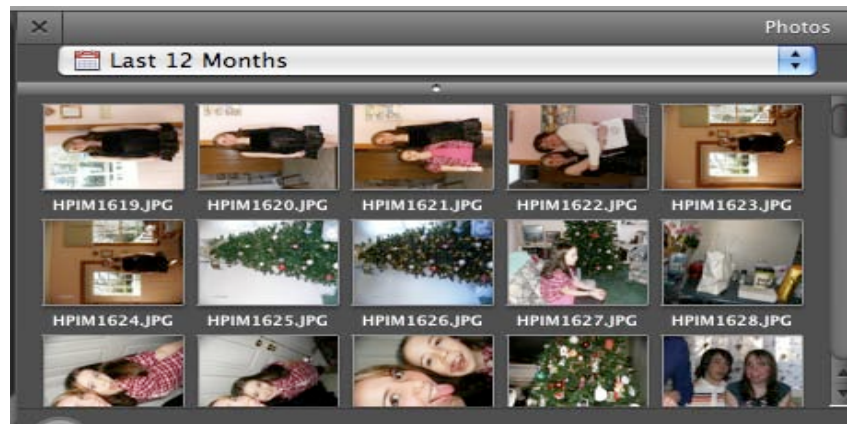 Photos
Last 12 Months
HPIM1619.JPG HPIM1620.JPG HPIM1621.JPG HPIM1622.JPG HPIM1623.JPG
HPIM1624.JPG HPIM1625.JPG HPIM1626.JPG HPIM1627.JPG HPIM1628.JPG